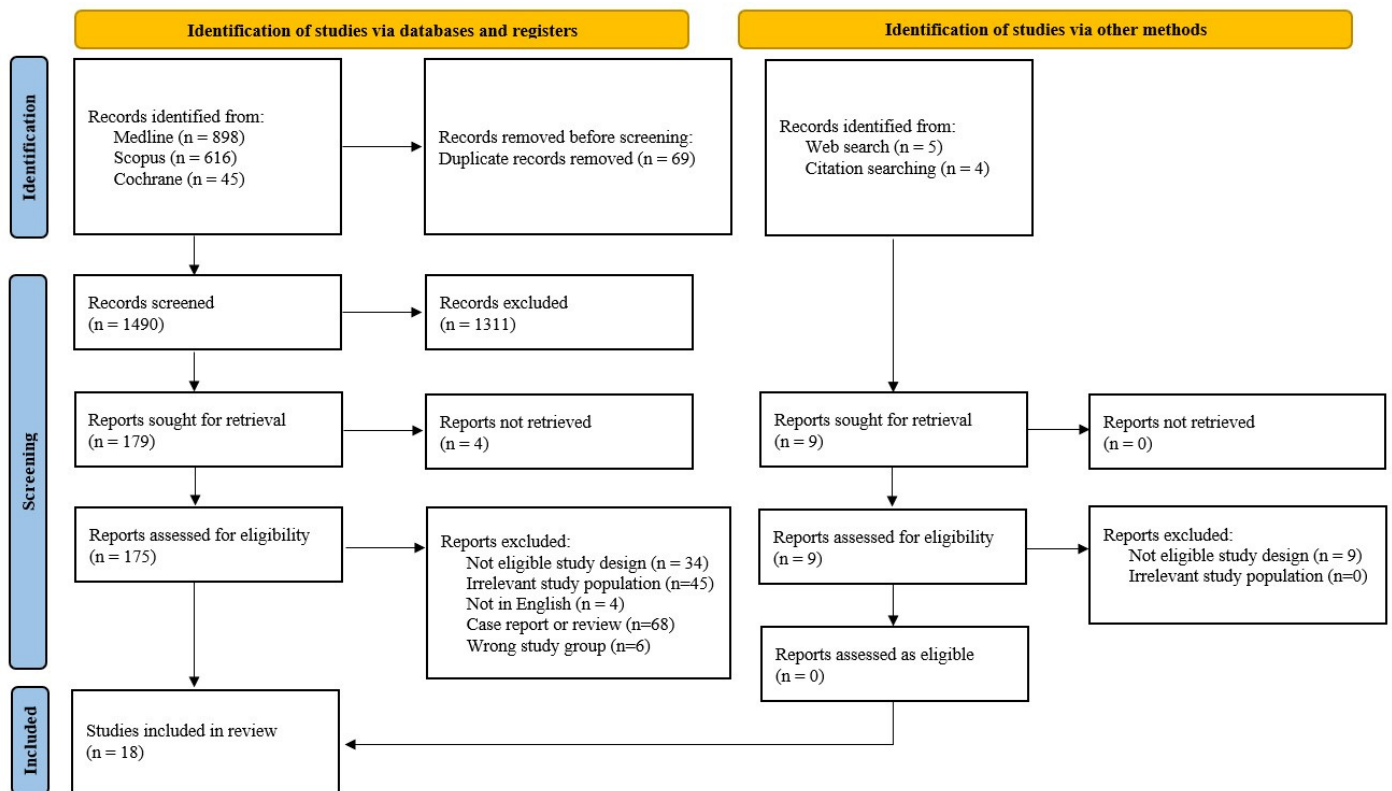 Identification of studies via databases and registers
Identification of studies via other methods
Identification
Records identified from:
Medline (n = 898)
Scopus (n = 616)
Cochrane (n = 45)
Records removed before screening:
Duplicate records removed (n = 69)
Records identified from:
Web search (n = 5)
Citation searching (n = 4)
Screening
Records screened
(n = 1490)
Records excluded
(n = 1311)
Reports sought for retrieval
(n = 179)
Reports not retrieved
(n = 4)
Reports sought for retrieval
(n = 9)
Reports not retrieved
(n = 0)
Reports assessed for eligibility
(n = 175)
Reports excluded:
Not eligible study design (n = 34)
Irrelevant study population (n=45)
Not in English (n = 4)
Case report or review (n=68)
Wrong study group (n=6)
Reports assessed for eligibility
(n = 9)
Reports excluded:
Not eligible study design (n = 9)
Irrelevant study population (n=0)
Reports assessed as eligible
(n = 0)
Included
Studies included in review
(n = 18)